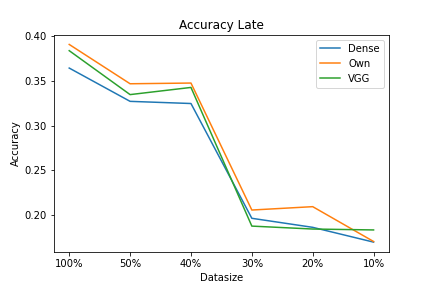 Accuracy Late
Dense
Own
VGG
0.40
0.35
0.30
0.25
0.20
Accuracy
100% 50% 40% 30% 20% 10%
Datasize